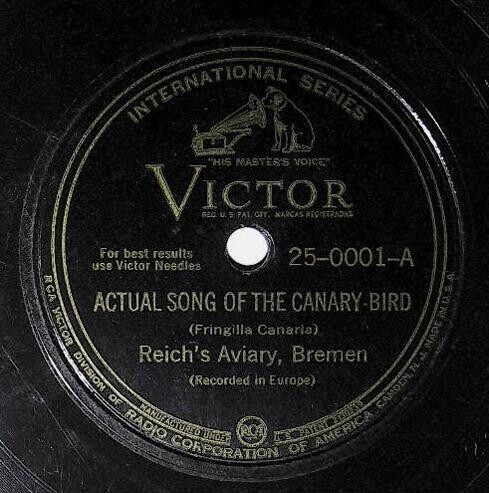 INTERNATIONAL SERIES
"HIS MASTER'S VOICE"
VICTOR
REG. U. S. PAT. OFF. MARCAS REGISTRADAS
For best results
use Victor Needles
25-0001-A
ACTUAL SONG OF THE CANARY-BIRD
(Fringilla Canaria)
Reich's Aviary, Bremen
(Recorded in Europe)
MANUFACTURED UNDER RCA U. S. PATENT
RCA VICTOR DIVISION OF RADIO CORPORATION OF AMERICA CAMDEN, N. J. MADE IN U. S. A.